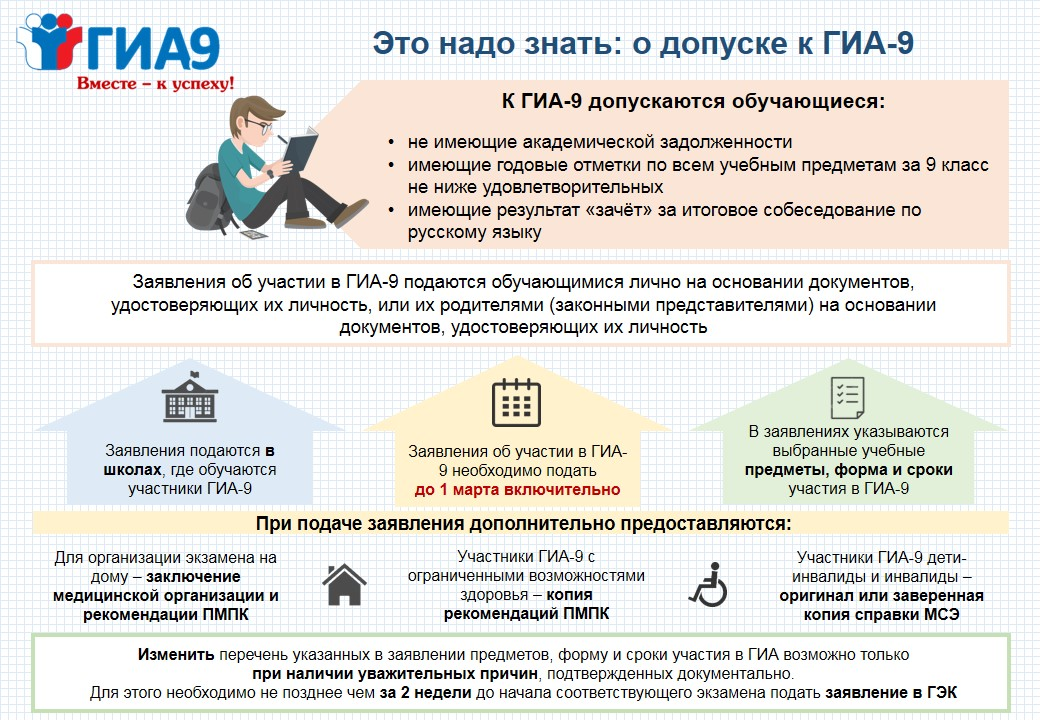 ГИА9
Вместе – к успеху!
Это надо знать: о допуске к ГИА-9
К ГИА-9 допускаются обучающиеся:
• не имеющие академической задолженности
• имеющие годовые отметки по всем учебным предметам за 9 класс
не ниже удовлетворительных
• имеющие результат «зачёт» за итоговое собеседование по
русскому языку
Заявления об участии в ГИА-9 подаются обучающимися лично на основании документов,
удостоверяющих их личность, или их родителями (законными представителями) на основании
документов, удостоверяющих их личность
Заявления подаются в
школах, где обучаются
участники ГИА-9
Заявления об участии в ГИА-
9 необходимо подать
до 1 марта включительно
В заявлениях указываются
выбранные учебные
предметы, форма и сроки
участия в ГИА-9
При подаче заявления дополнительно предоставляются:
Для организации экзамена на
дому – заключение
медицинской организации и
рекомендации ПМПК
Участники ГИА-9 с
ограниченными возможностями
здоровья – копия
рекомендаций ПМПК
Участники ГИА-9 дети-
инвалиды и инвалиды –
оригинал или заверенная
копия справки МСЭ
Изменить перечень указанных в заявлении предметов, форму и сроки участия в ГИА возможно только
при наличии уважительных причин, подтвержденных документально.
Для этого необходимо не позднее чем за 2 недели до начала соответствующего экзамена подать заявление в ГЭК